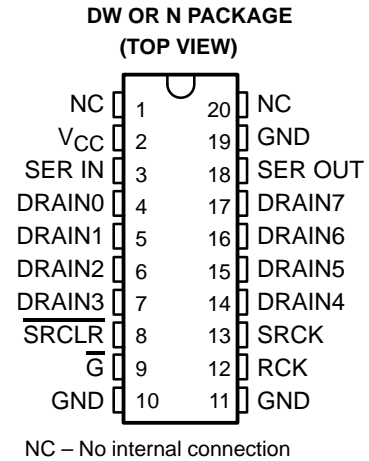 DW OR N PACKAGE
(TOP VIEW)
NC 1 20 NC
VCC 2 19 GND
SER IN 3 18 SER OUT
DRAIN0 4 17 DRAIN7
DRAIN1 5 16 DRAIN6
DRAIN2 6 15 DRAIN5
DRAIN3 7 14 DRAIN4
S̅R̅C̅L̅R̅ 8 13 SRCK
G̅ 9 12 RCK
GND 10 11 GND
NC – No internal connection